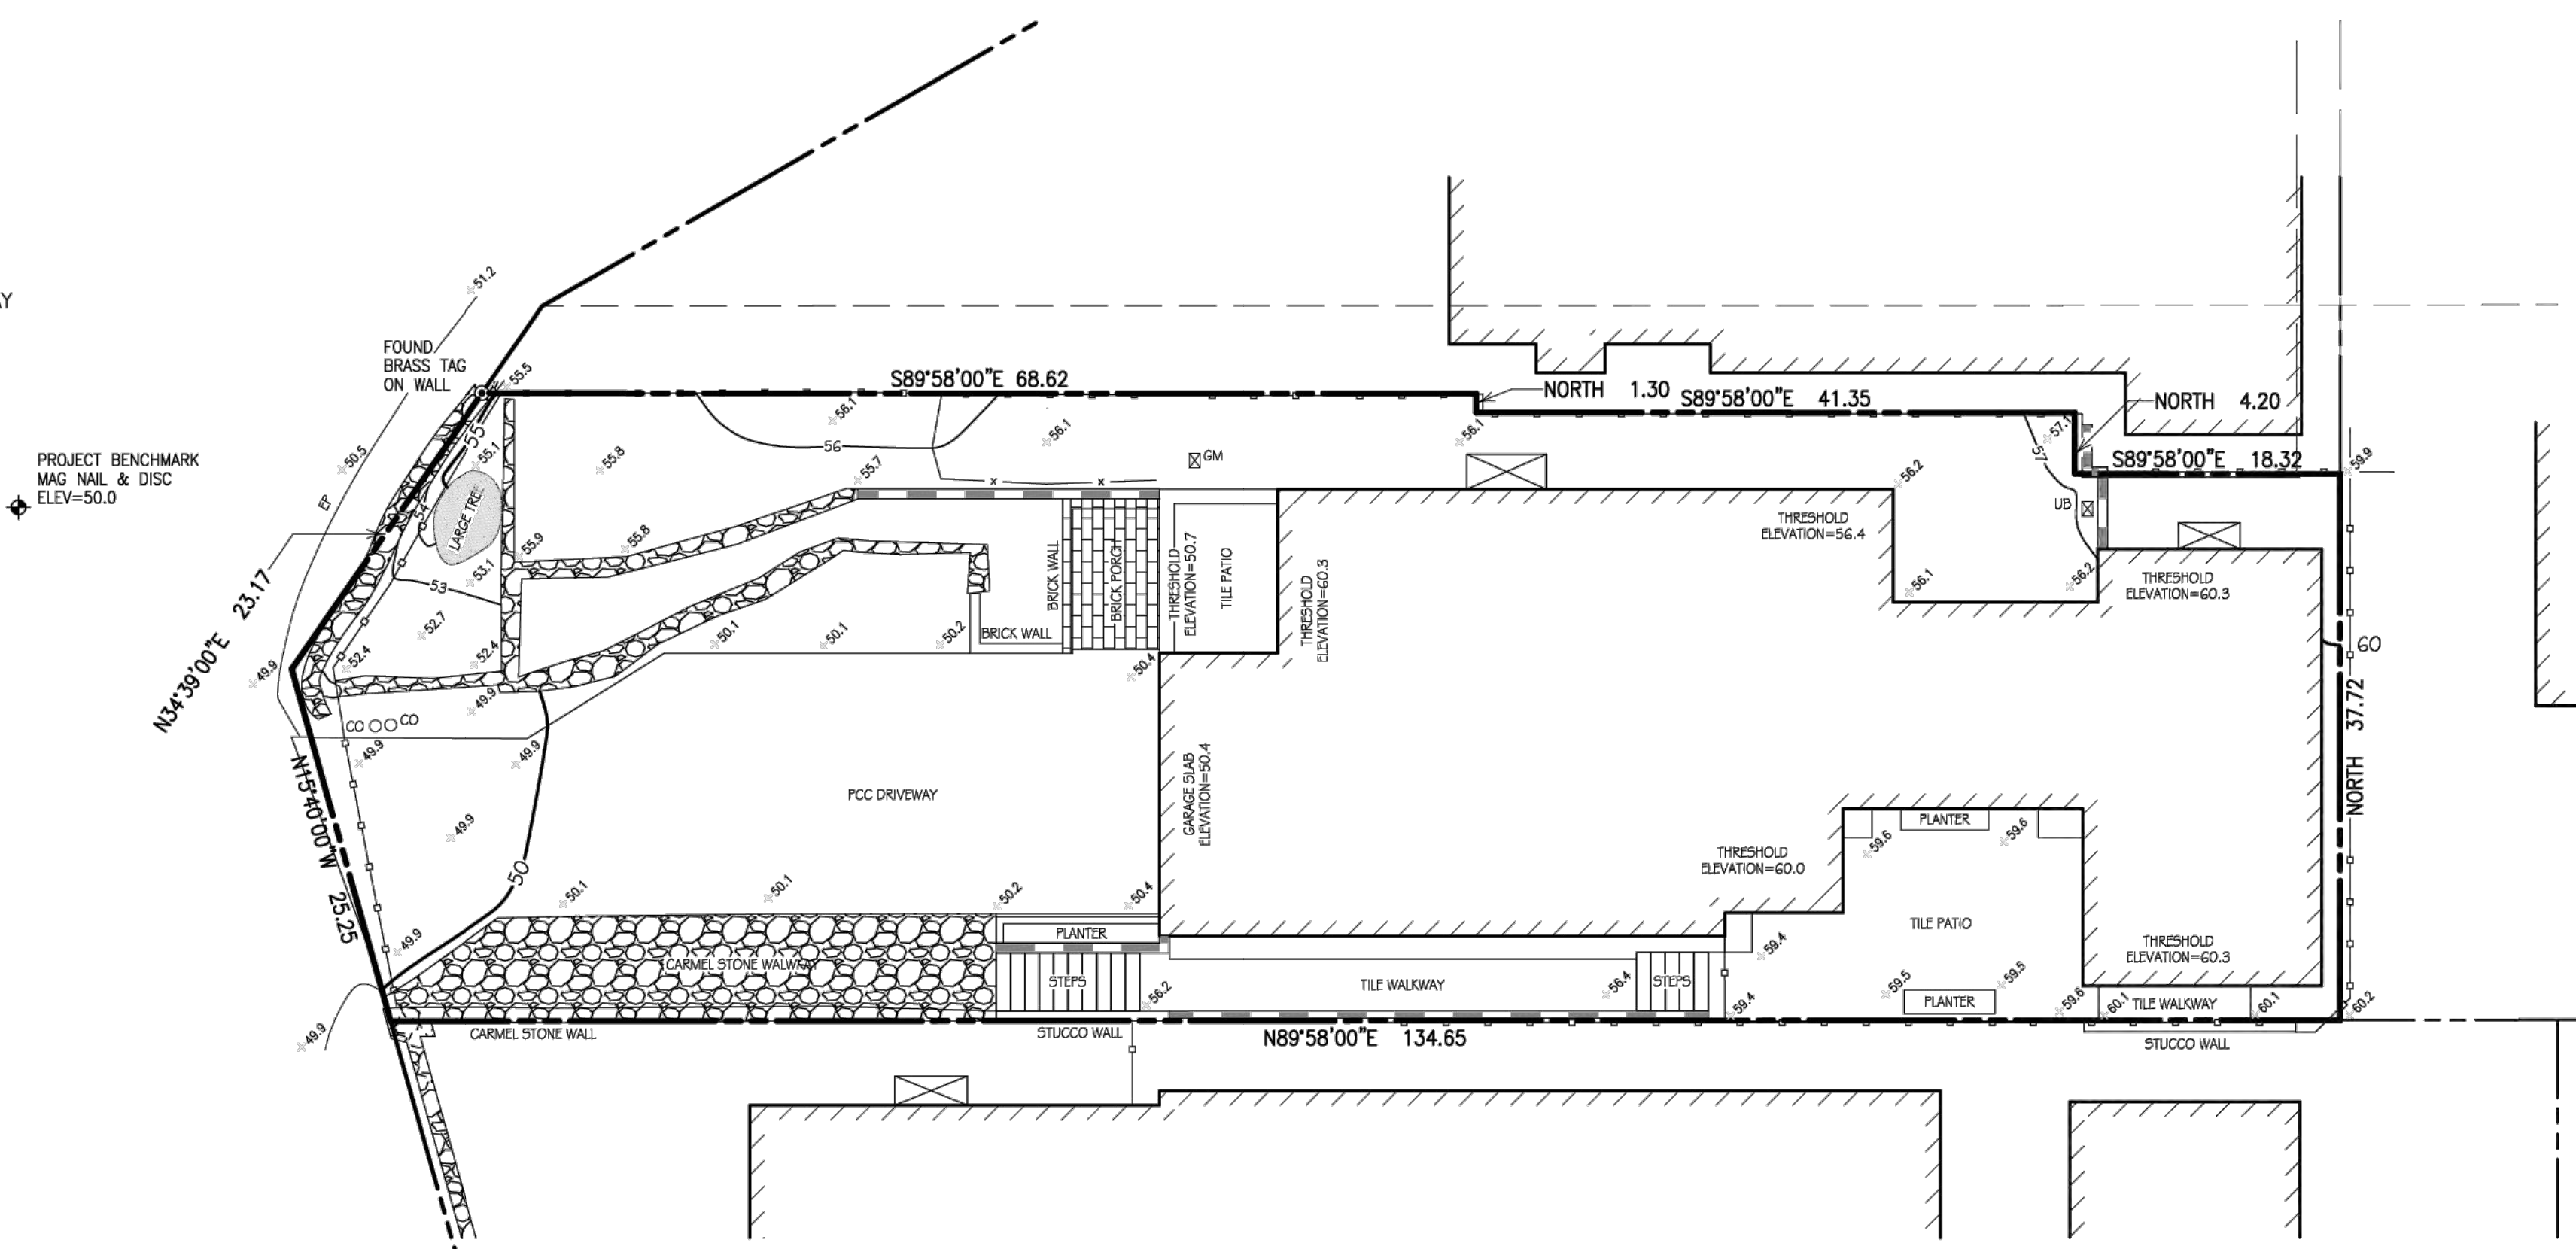 AY
51.2
FOUND
BRASS TAG
ON WALL
55.5
S89°58'00"E 68.62
NORTH 1.30
S89°58'00"E 41.35
NORTH 4.20
56.1
56.1
56.1
57.1
55
55.1
50.5
55.8
56
55.7
GM
56.2
57
S89°58'00"E 18.32
59.9
PROJECT BENCHMARK
MAG NAIL & DISC
ELEV=50.0
EP
54
LARGE TREE
UB
55.9
55.8
THRESHOLD
ELEVATION=56.4
53.1
53
BRICK WALL
BRICK PORCH
THRESHOLD
ELEVATION=50.7
TILE PATIO
THRESHOLD
ELEVATION=60.3
56.1
56.2
THRESHOLD
ELEVATION=60.3
N34°39'00"E 23.17
52.7
52.4
52.4
50.1
50.1
50.2
BRICK WALL
50.4
60
49.9
49.9
CO
CO
49.9
49.9
N15°40'00"W 25.25
49.9
PCC DRIVEWAY
GARAGE SLAB
ELEVATION=50.4
NORTH 37.72
50
PLANTER
59.6
59.6
THRESHOLD
ELEVATION=60.0
50.1
50.1
50.2
50.4
49.9
PLANTER
TILE PATIO
59.4
THRESHOLD
ELEVATION=60.3
CARMEL STONE WALWKAY
STEPS
56.2
TILE WALKWAY
56.4
STEPS
59.4
59.5
59.5
PLANTER
59.6
60.1
TILE WALKWAY
60.1
60.2
49.9
CARMEL STONE WALL
STUCCO WALL
N89°58'00"E 134.65
STUCCO WALL